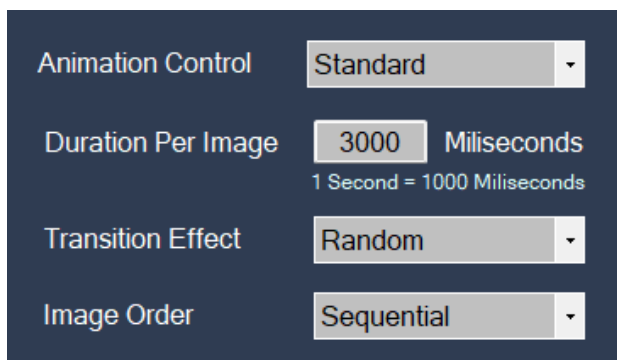 Animation Control Standard
Duration Per Image 3000 Miliseconds
1 Second = 1000 Miliseconds
Transition Effect Random
Image Order Sequential